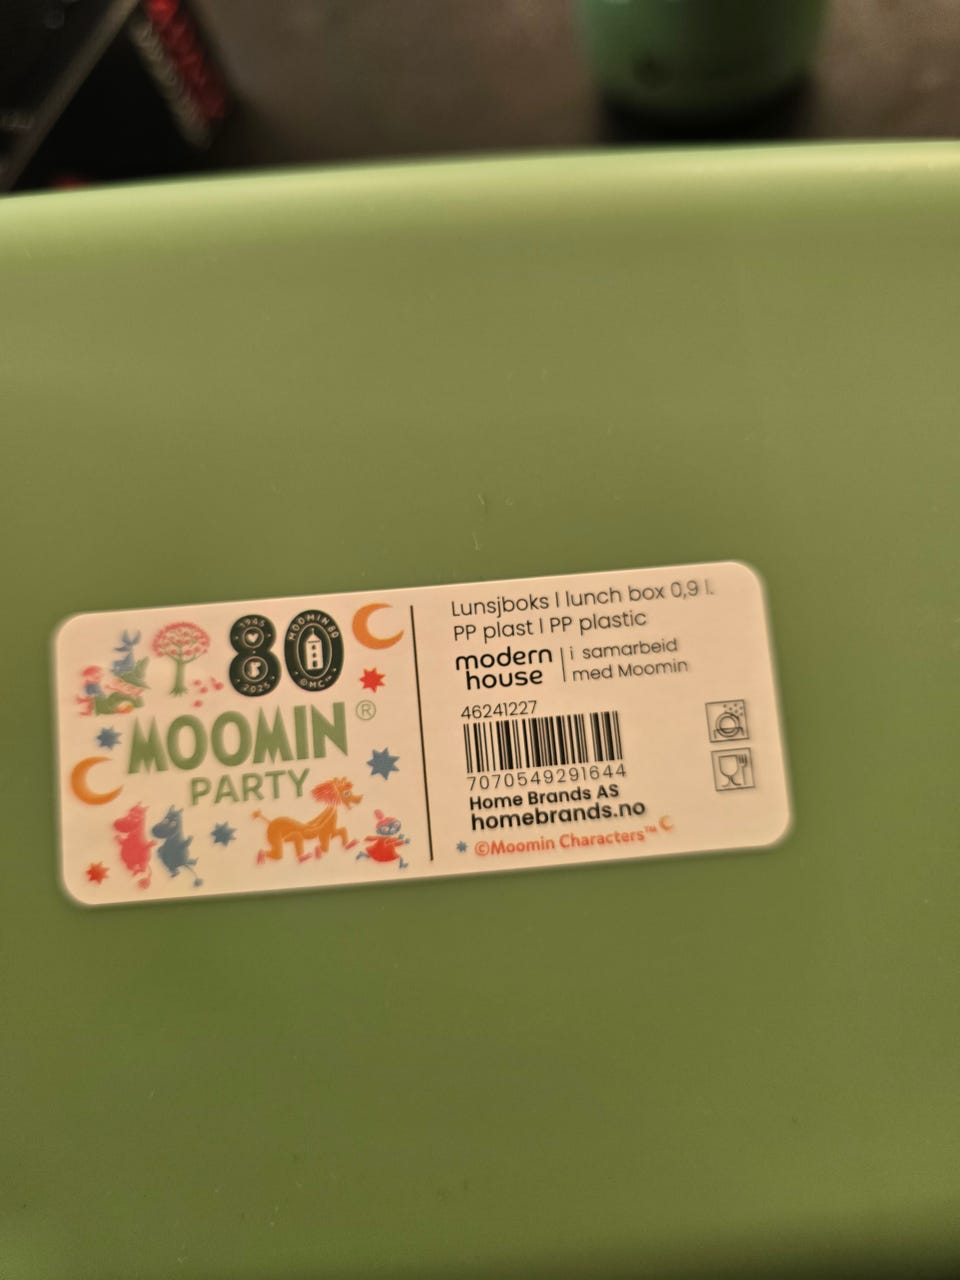 1945
80
MOOMIN 80
2025
©MC™
MOOMIN®
PARTY
Lunsjboks | lunch box 0,9 l.
PP plast | PP plastic
modern house | i samarbeid med Moomin
46241227
7070549291644
Home Brands AS
homebrands.no
©Moomin Characters™